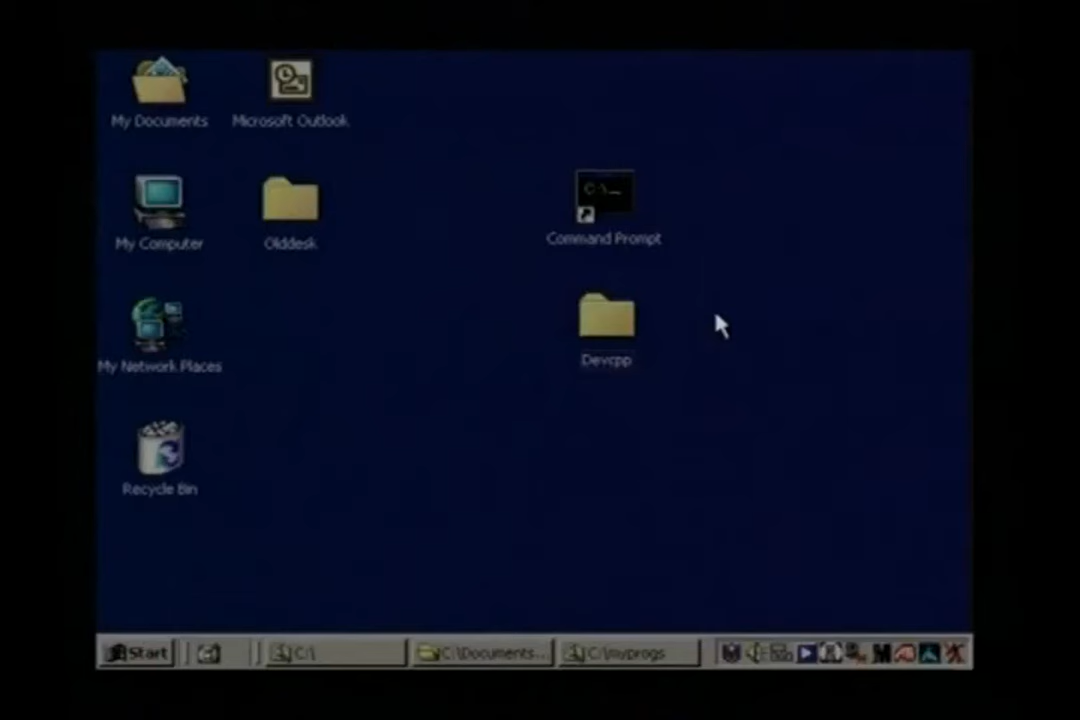 My Documents
Microsoft Outlook
My Computer
Olddesk
C:\
Command Prompt
My Network Places
Devcpp
Recycle Bin
Start
C:\
C:\Documents...
C:\myprogs